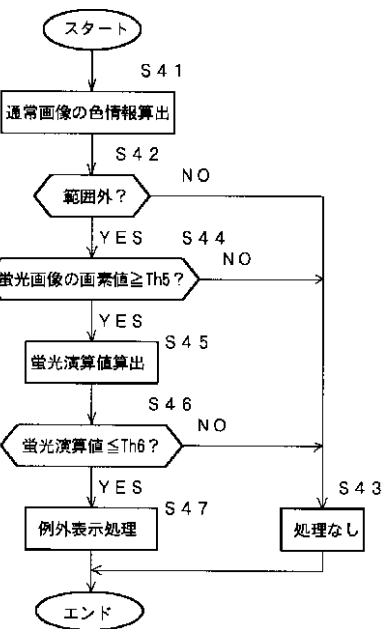 スタート
S41
通常画像の色情報算出
S42
範囲外?
NO
YES
S44
蛍光画像の画素値≧Th5?
NO
YES
S45
蛍光演算値算出
S46
蛍光演算値≦Th6?
NO
YES
S47
例外表示処理
S43
処理なし
エンド